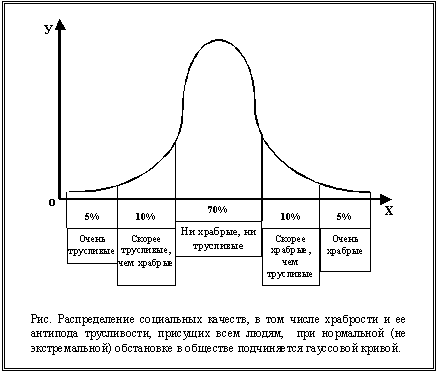 У
0
X
5%
10%
70%
10%
5%
Очень
трусливые
Скорее
трусливые,
чем храбрые
Ни храбрые, ни
трусливые
Скорее
храбрые,
чем
трусливые
Очень
храбрые
Рис. Распределение социальных качеств, в том числе храбрости и ее
антипода трусливости, присущих всем людям, при нормальной (не
экстремальной) обстановке в обществе подчиняется гауссовой кривой.